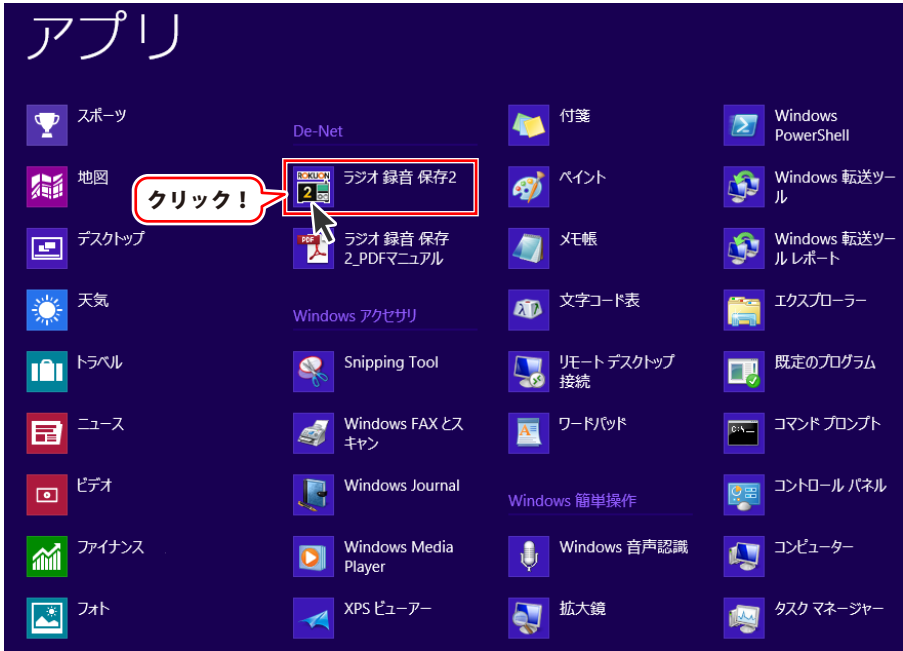 アプリ
スポーツ
地図
デスクトップ
天気
トラベル
ニュース
ビデオ
ファイナンス
フォト
De-Net
クリック！
ROKUON
2
ラジオ 録音 保存2
PDF
ラジオ 録音 保存
2_PDFマニュアル
Windows アクセサリ
Snipping Tool
Windows FAX とス
キャン
Windows Journal
Windows Media
Player
XPS ビューアー
付箋
ペイント
メモ帳
文字コード表
リモート デスクトップ
接続
ワードパッド
Windows 簡単操作
Windows 音声認識
拡大鏡
Windows
PowerShell
Windows 転送ツー
ル
Windows 転送ツー
ル レポート
エクスプローラー
既定のプログラム
C:\_
コマンド プロンプト
コントロール パネル
コンピューター
タスク マネージャー